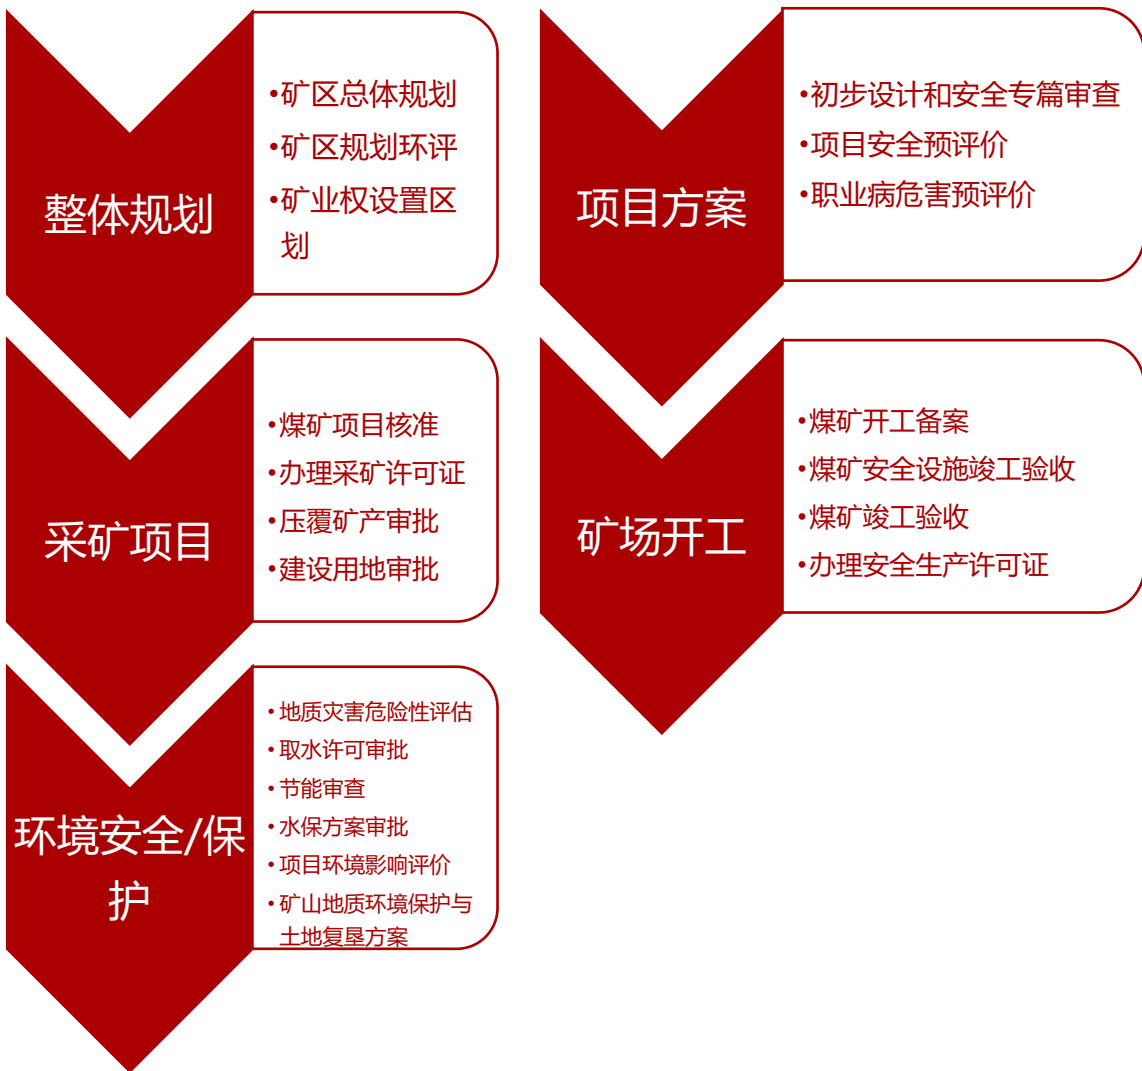 整体规划
•矿区总体规划
•矿区规划环评
•矿业权设置区
划
采矿项目
•煤矿项目核准
•办理采矿许可证
•压覆矿产审批
•建设用地审批
环境安全/保
护
•地质灾害危险性评估
•取水许可审批
•节能审查
•水保方案审批
•项目环境影响评价
•矿山地质环境保护与
土地复垦方案
项目方案
•初步设计和安全专篇审查
•项目安全预评价
•职业病危害预评价
矿场开工
•煤矿开工备案
•煤矿安全设施竣工验收
•煤矿竣工验收
•办理安全生产许可证